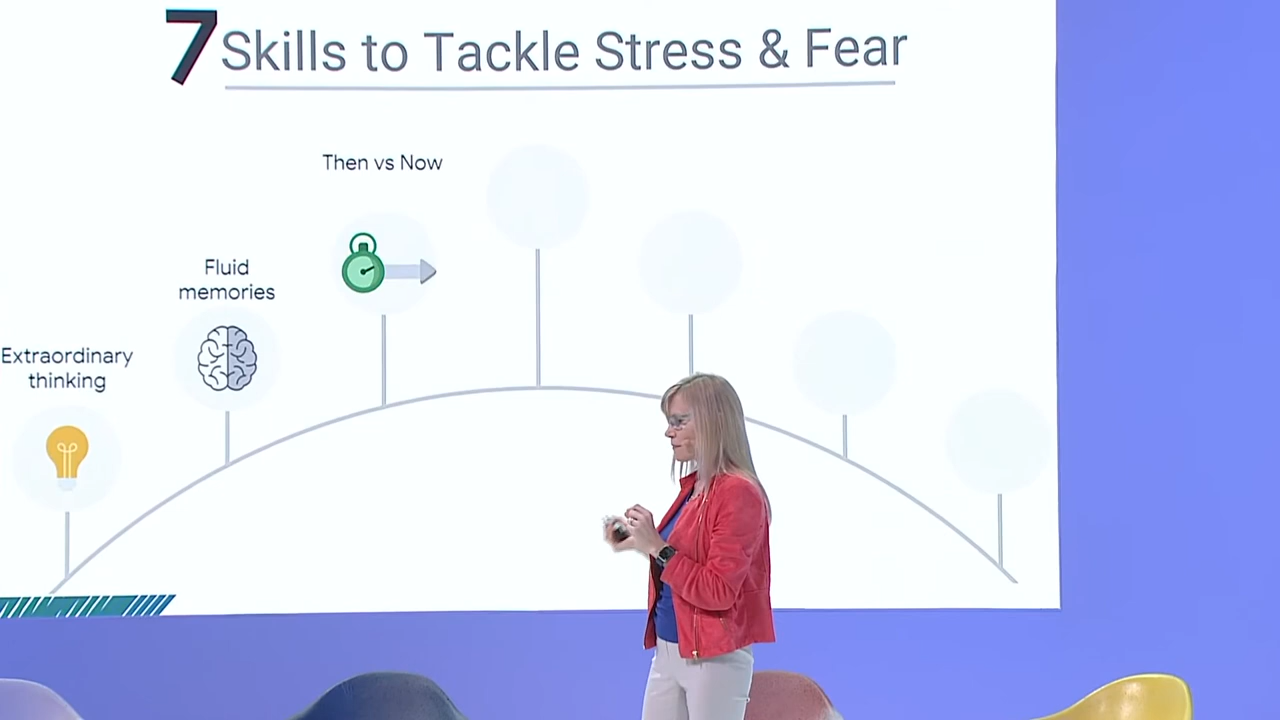 7 Skills to Tackle Stress & Fear
Then vs Now
Fluid
memories
Extraordinary
thinking